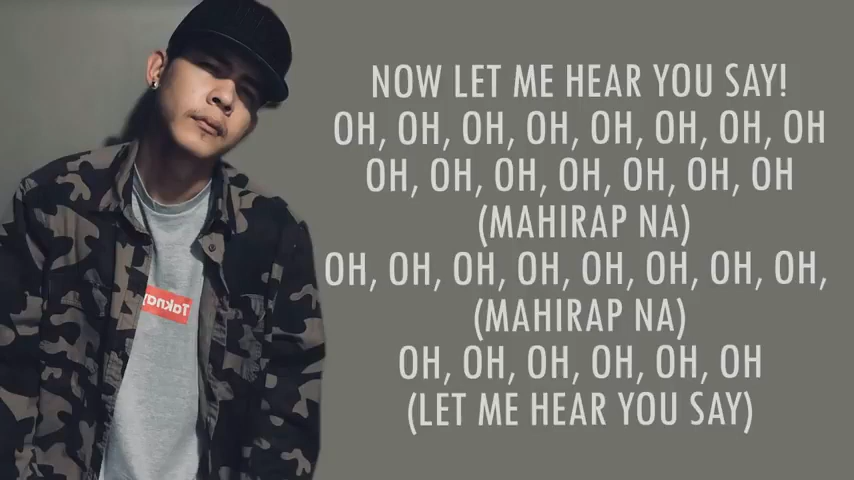 NOW LET ME HEAR YOU SAY!
OH, OH, OH, OH, OH, OH, OH, OH
OH, OH, OH, OH, OH, OH, OH
(MAHIRAP NA)
OH, OH, OH, OH, OH, OH, OH, OH,
(MAHIRAP NA)
OH, OH, OH, OH, OH, OH
(LET ME HEAR YOU SAY)